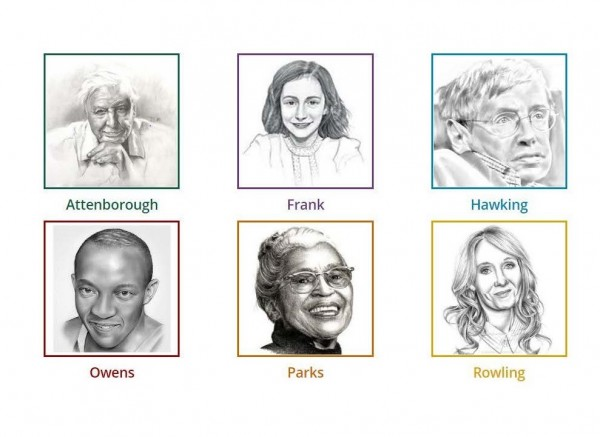 Attenborough
Frank
Hawking
Owens
Parks
Rowling